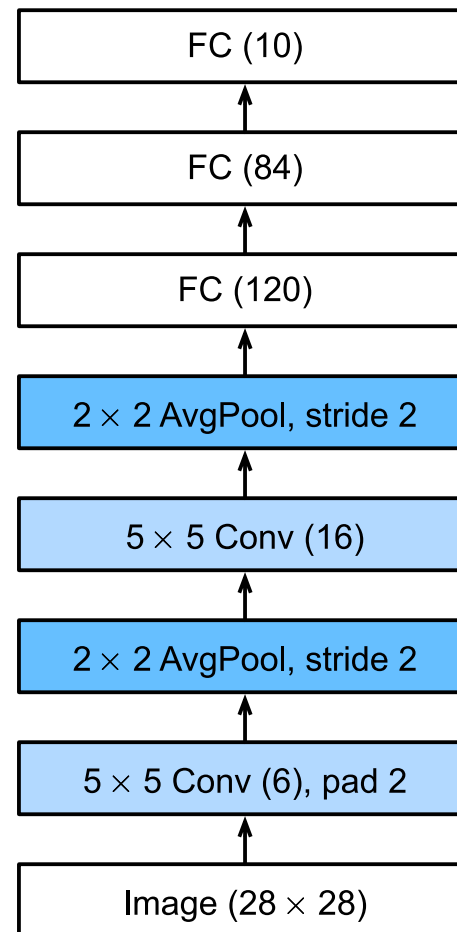 FC (10)
FC (84)
FC (120)
2 × 2 AvgPool, stride 2
5 × 5 Conv (16)
2 × 2 AvgPool, stride 2
5 × 5 Conv (6), pad 2
Image (28 × 28)